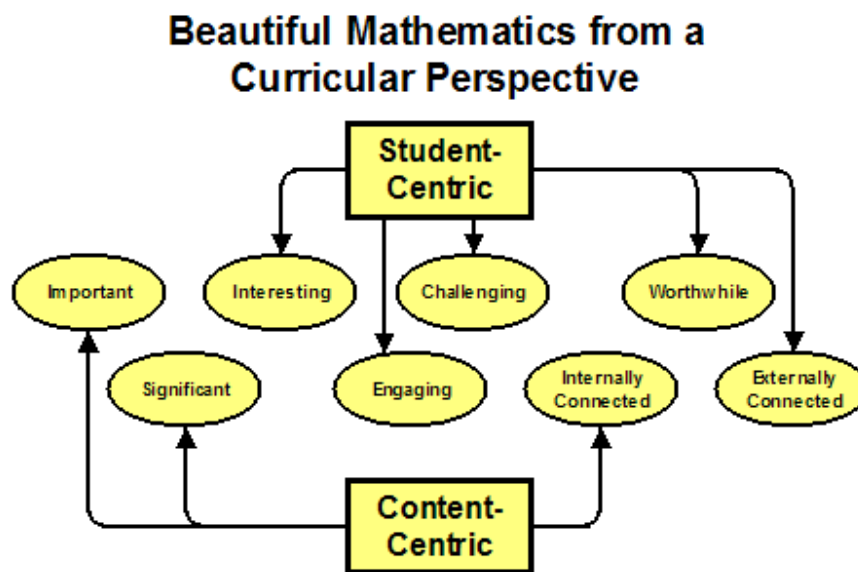 Beautiful Mathematics from a
Curricular Perspective
Student-
Centric
Important
Interesting
Challenging
Worthwhile
Significant
Engaging
Internally
Connected
Externally
Connected
Content-
Centric